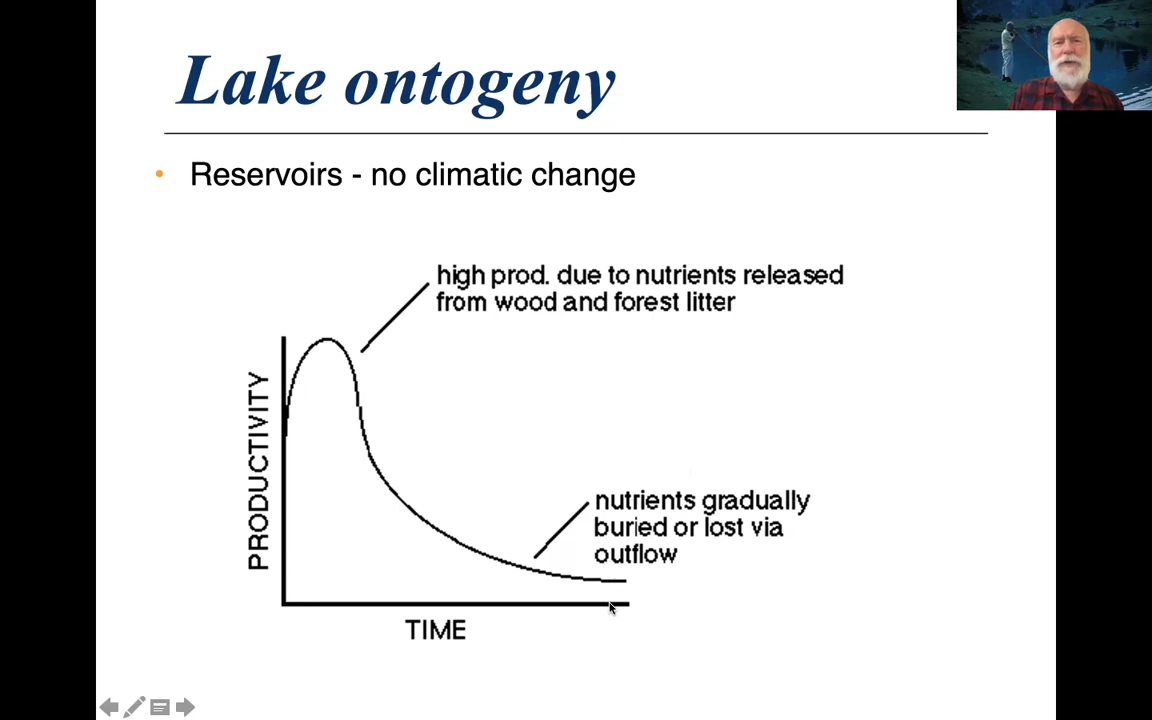 Lake ontogeny
• Reservoirs - no climatic change
high prod. due to nutrients released
from wood and forest litter
PRODUCTIVITY
nutrients gradually
buried or lost via
outflow
TIME